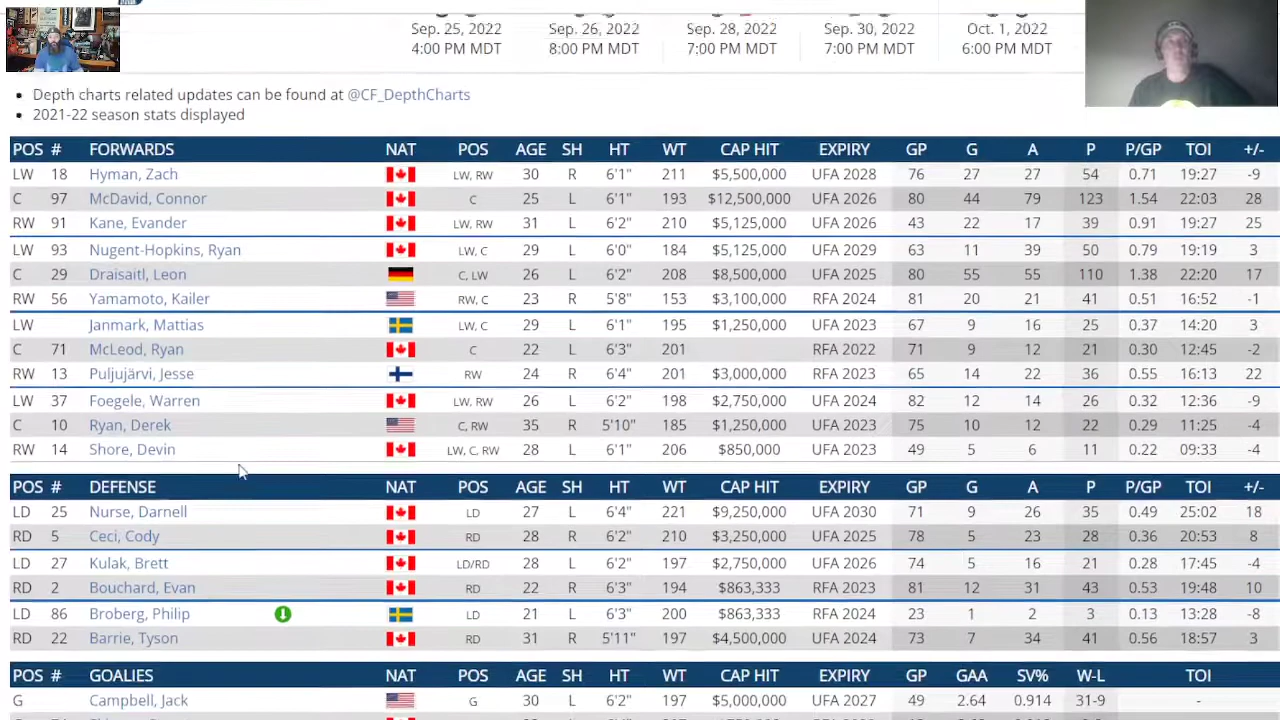 Sep. 25, 2022 Sep. 26, 2022 Sep. 28, 2022 Sep. 30, 2022 Oct. 1, 2022
4:00 PM MDT 8:00 PM MDT 7:00 PM MDT 7:00 PM MDT 6:00 PM MDT
Depth charts related updates can be found at @CF_DepthCharts
2021-22 season stats displayed
POS # FORWARDS NAT POS AGE SH HT WT CAP HIT EXPIRY GP G A P P/GP TOI +/-
LW 18 Hyman, Zach LW, RW 30 R 6'1" 211 $5,500,000 UFA 2028 76 27 27 54 0.71 19:27 -9
C 97 McDavid, Connor C 25 L 6'1" 193 $12,500,000 UFA 2026 80 44 79 123 1.54 22:03 28
RW 91 Kane, Evander LW, RW 31 L 6'2" 210 $5,125,000 UFA 2026 43 22 17 39 0.91 19:27 25
LW 93 Nugent-Hopkins, Ryan LW, C 29 L 6'0" 184 $5,125,000 UFA 2029 63 11 39 50 0.79 19:19 3
C 29 Draisaitl, Leon C, LW 26 L 6'2" 208 $8,500,000 UFA 2025 80 55 55 110 1.38 22:20 17
RW 56 Yamamoto, Kailer RW, C 23 R 5'8" $3,100,000 RFA 2024 81 20 21 0.51 16:52 -1
LW Janmark, Mattias LW, C 29 L 6'1" 195 $1,250,000 UFA 2023 67 9 16 25 0.37 14:20 3
C 71 McLeod, Ryan C 22 L 6'3" 201 RFA 2022 71 9 12 0.30 12:45 -2
RW 13 Puljujärvi, Jesse RW 24 R 6'4" 201 $3,000,000 RFA 2023 65 14 22 36 0.55 16:13 22
LW 37 Foegele, Warren LW, RW 26 L 6'2" 198 $2,750,000 UFA 2024 82 12 14 26 0.32 12:36 -9
C 10 Ryan, Derek C, RW 35 R 5'10" 185 $1,250,000 UFA 2023 75 10 12 0.29 11:25 -4
RW 14 Shore, Devin LW, C, RW 28 L 6'1" 206 $850,000 UFA 2023 49 5 6 11 0.22 09:33 -4
POS # DEFENSE NAT POS AGE SH HT WT CAP HIT EXPIRY GP G A P P/GP TOI +/-
LD 25 Nurse, Darnell LD 27 L 6'4" 221 $9,250,000 UFA 2030 71 9 26 35 0.49 25:02 18
RD 5 Ceci, Cody RD 28 R 6'2" 210 $3,250,000 UFA 2025 78 5 23 28 0.36 20:53 8
LD 27 Kulak, Brett LD/RD 28 L 6'2" 197 $2,750,000 UFA 2026 74 5 16 21 0.28 17:45 -4
RD 2 Bouchard, Evan RD 22 R 6'3" 194 $863,333 RFA 2023 81 12 31 43 0.53 19:48 10
LD 86 Broberg, Philip LD 21 L 6'3" 200 $863,333 RFA 2024 23 1 2 3 0.13 13:28 -8
RD 22 Barrie, Tyson RD 31 R 5'11" 197 $4,500,000 UFA 2024 73 7 34 41 0.56 18:57 3
POS # GOALIES NAT POS AGE SH HT WT CAP HIT EXPIRY GP GAA SV% W-L TOI
G Campbell, Jack G 30 L 6'2" 197 $5,000,000 UFA 2027 49 2.64 0.914 -